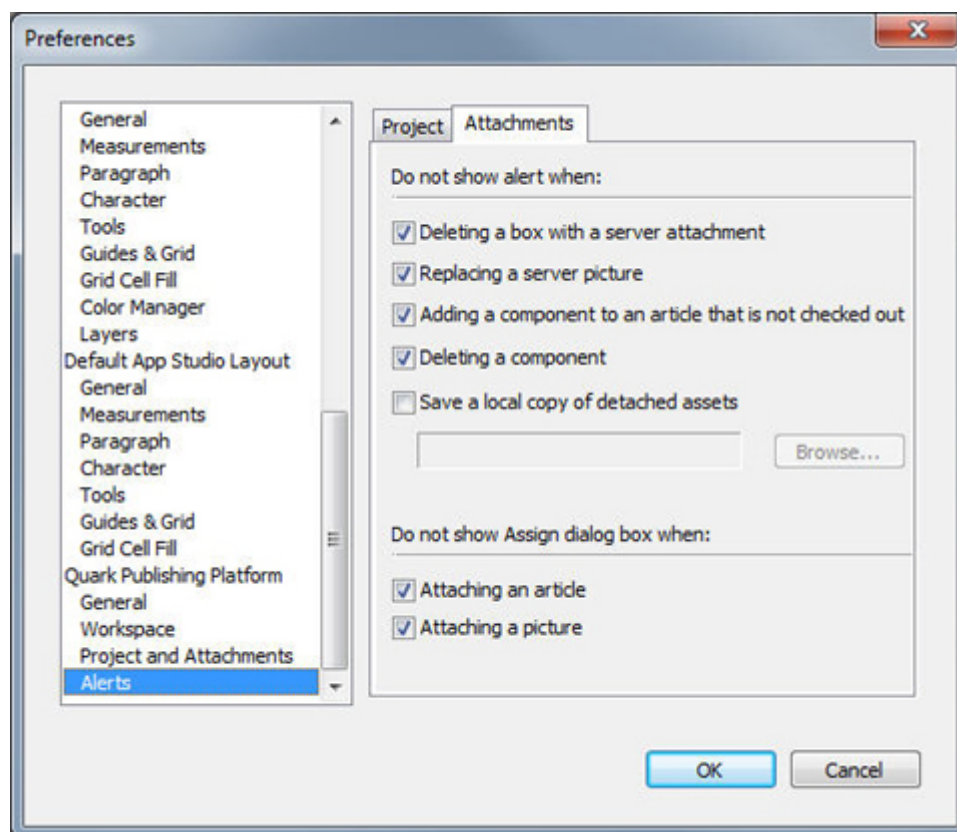 Preferences
General
Measurements
Paragraph
Character
Tools
Guides & Grid
Grid Cell Fill
Color Manager
Layers
Default App Studio Layout
General
Measurements
Paragraph
Character
Tools
Guides & Grid
Grid Cell Fill
Quark Publishing Platform
General
Workspace
Project and Attachments
Alerts
Project
Attachments
Do not show alert when:
Deleting a box with a server attachment
Replacing a server picture
Adding a component to an article that is not checked out
Deleting a component
Save a local copy of detached assets
Browse...
Do not show Assign dialog box when:
Attaching an article
Attaching a picture
OK
Cancel